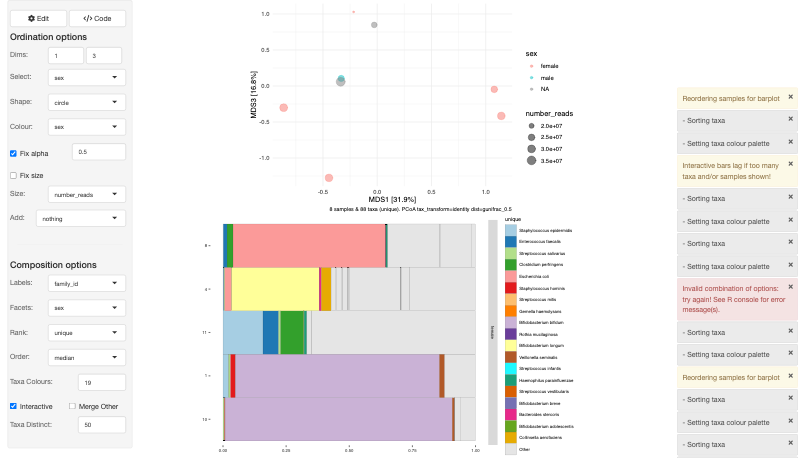 Edit
Code
Ordination options
Dims: 1 3
Select: sex
Shape: circle
Colour: sex
Fix alpha 0.5
Fix size
Size: number_reads
Add: nothing
Composition options
Labels: family_id
Facets: sex
Rank: unique
Order: median
Taxa Colours: 19
Interactive Merge Other
Taxa Distinct: 50
1.0
0.5
0.0
-0.5
-1.0
MDS3 [16.8%]
-0.5 0.0 0.5 1.0
MDS1 [31.9%]
8 samples & 88 taxa (unique). PCoA tax_transform=identity dist=gunifrac_0.5
sex
female
male
NA
number_reads
2.0e+07
2.5e+07
3.0e+07
3.5e+07
unique
Staphylococcus epidermidis
Enterococcus faecalis
Streptococcus salivarius
Clostridium perfringens
Escherichia coli
Staphylococcus hominis
Streptococcus mitis
Gemella haemolysans
Bifidobacterium bifidum
Rothia mucilaginosa
Bifidobacterium longum
Veillonella seminalis
Streptococcus infantis
Haemophilus parainfluenzae
Streptococcus vestibularis
Bifidobacterium breve
Bacteroides stercoris
Bifidobacterium adolescentis
Collinsella aerofaciens
Other
female
11
0.00 0.25 0.50 0.75 1.00
Reordering samples for barplot
- Sorting taxa
- Setting taxa colour palette
Interactive bars lag if too many
taxa and/or samples shown!
- Sorting taxa
- Setting taxa colour palette
- Sorting taxa
- Setting taxa colour palette
Invalid combination of options:
try again! See R console for error
message(s).
- Sorting taxa
- Setting taxa colour palette
Reordering samples for barplot
- Sorting taxa
- Setting taxa colour palette
- Sorting taxa